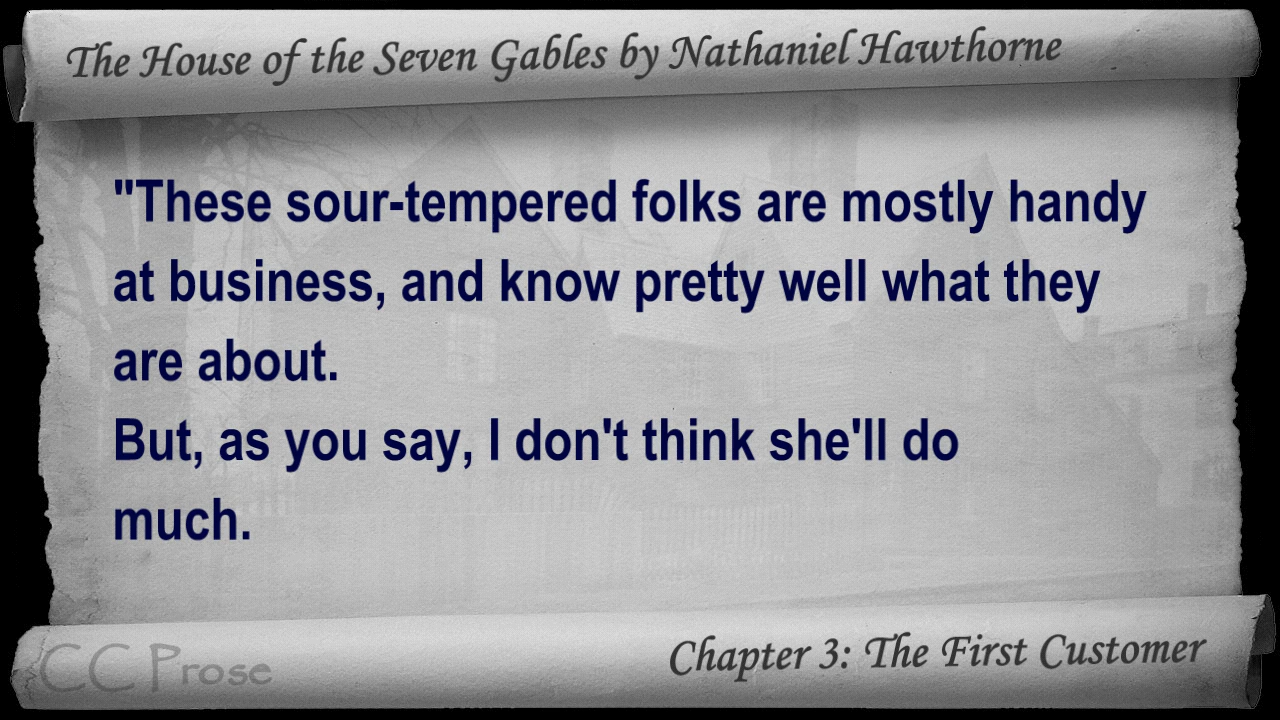 The House of the Seven Gables by Nathaniel Hawthorne
"These sour-tempered folks are mostly handy
at business, and know pretty well what they
are about.
But, as you say, I don't think she'll do
much.
CC Prose
Chapter 3: The First Customer